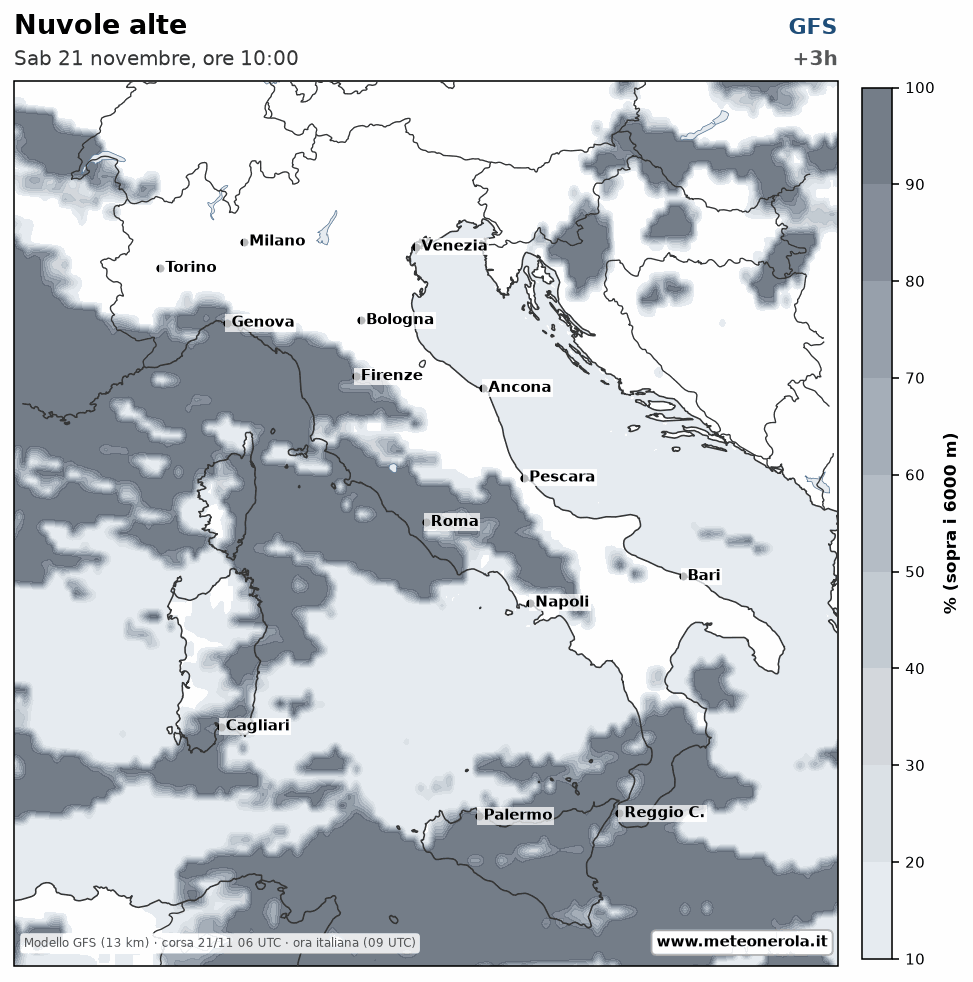 Nuvole alte
GFS
Sab 21 novembre, ore 10:00
+3h
100
90
80
70
60
50
40
30
20
10
% (sopra i 6000 m)
Milano
Venezia
Torino
Genova
Bologna
Firenze
Ancona
Pescara
Roma
Bari
Napoli
Cagliari
Palermo
Reggio C.
Modello GFS (13 km) · corsa 21/11 06 UTC · ora italiana (09 UTC)
www.meteonerola.it